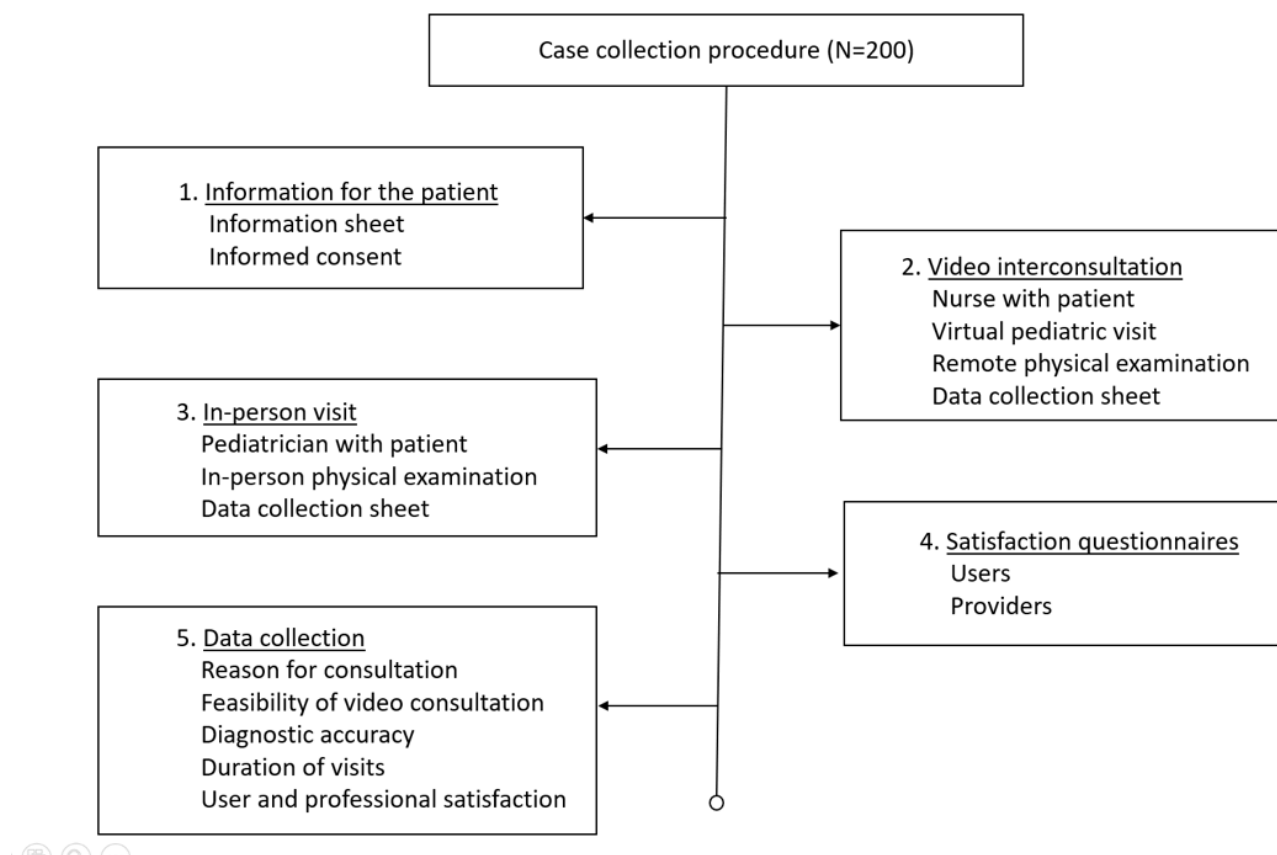 Case collection procedure (N=200)
1. Information for the patient
Information sheet
Informed consent
2. Video interconsultation
Nurse with patient
Virtual pediatric visit
Remote physical examination
Data collection sheet
3. In-person visit
Pediatrician with patient
In-person physical examination
Data collection sheet
4. Satisfaction questionnaires
Users
Providers
5. Data collection
Reason for consultation
Feasibility of video consultation
Diagnostic accuracy
Duration of visits
User and professional satisfaction